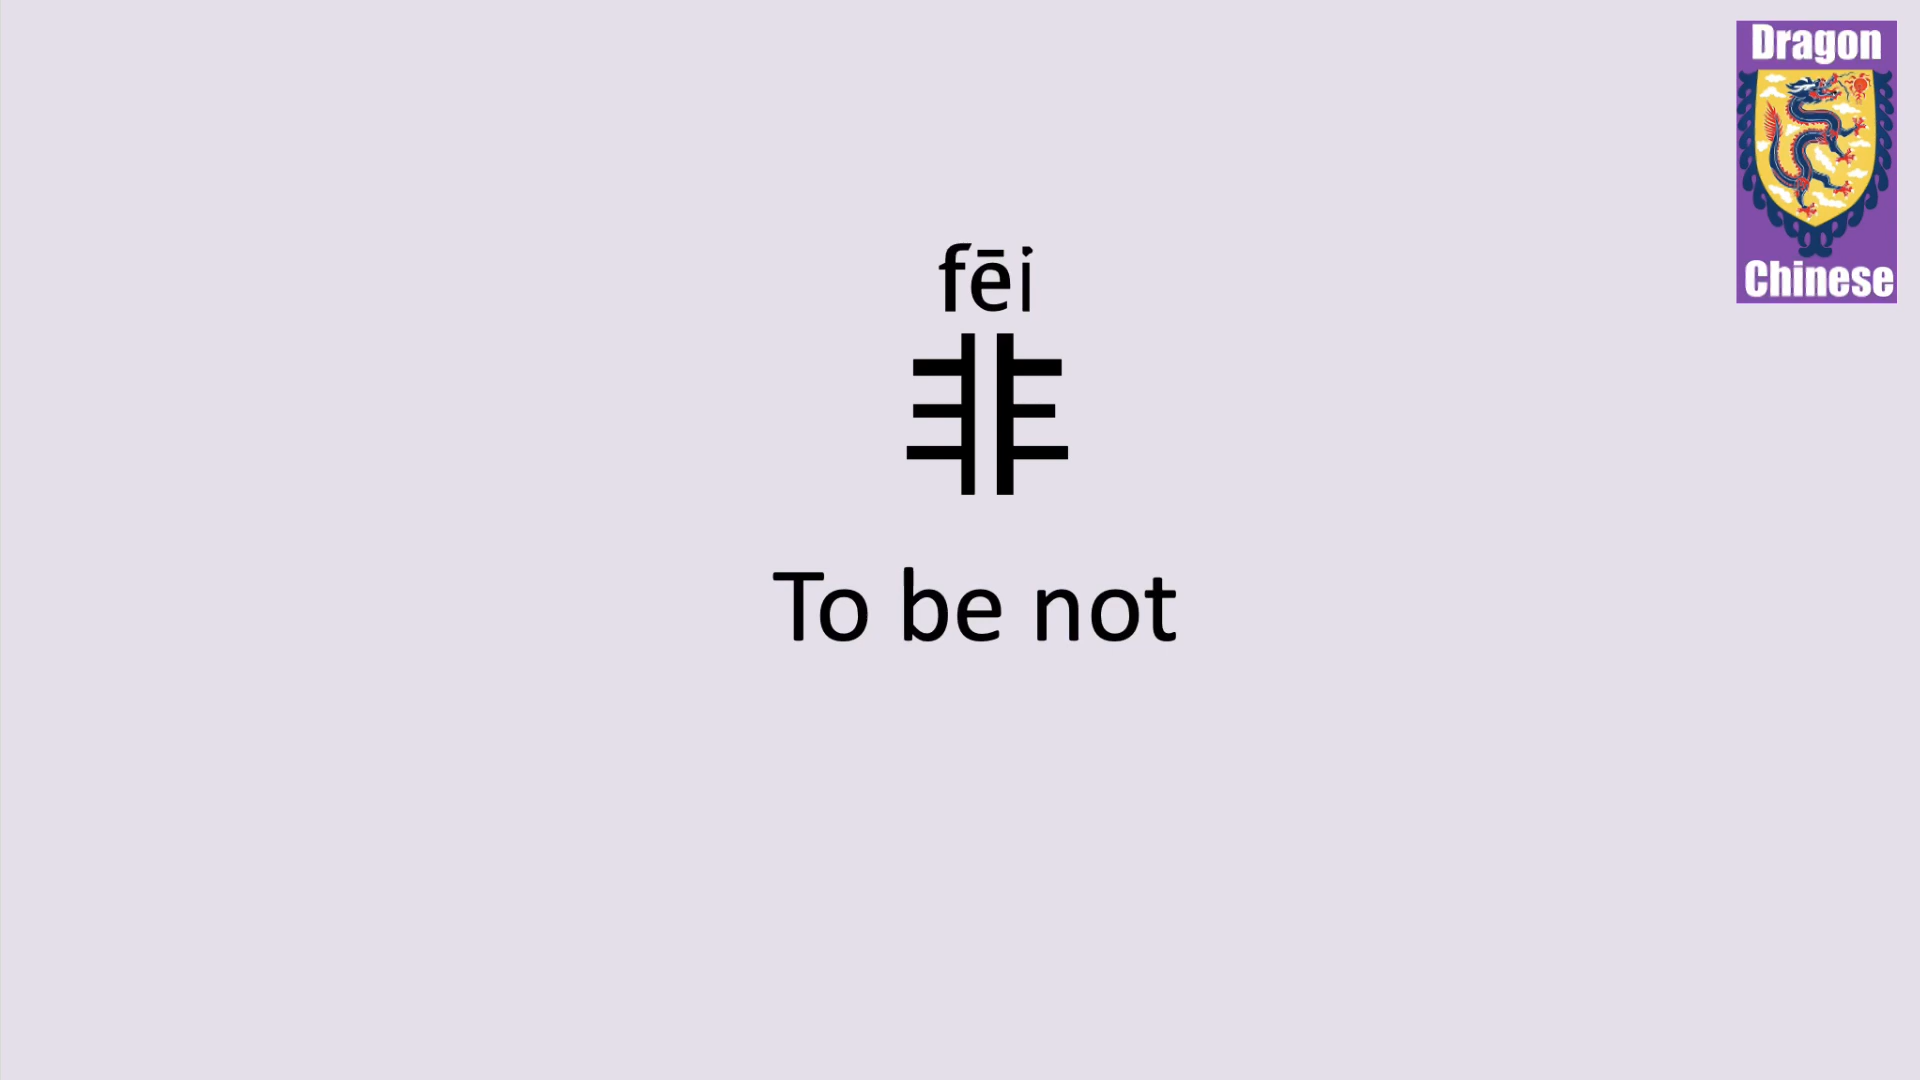 Dragon
Chinese
fēi
非
To be not